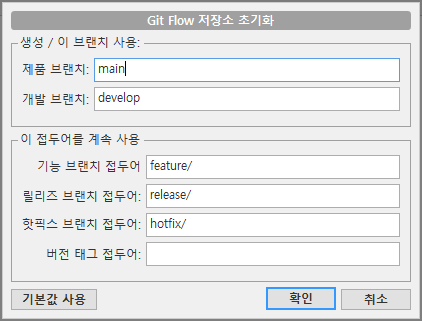 Git Flow 저장소 초기화
생성 / 이 브랜치 사용:
제품 브랜치: main
개발 브랜치: develop
이 접두어를 계속 사용
기능 브랜치 접두어 feature/
릴리즈 브랜치 접두어: release/
핫픽스 브랜치 접두어: hotfix/
버전 태그 접두어:
기본값 사용 확인 취소